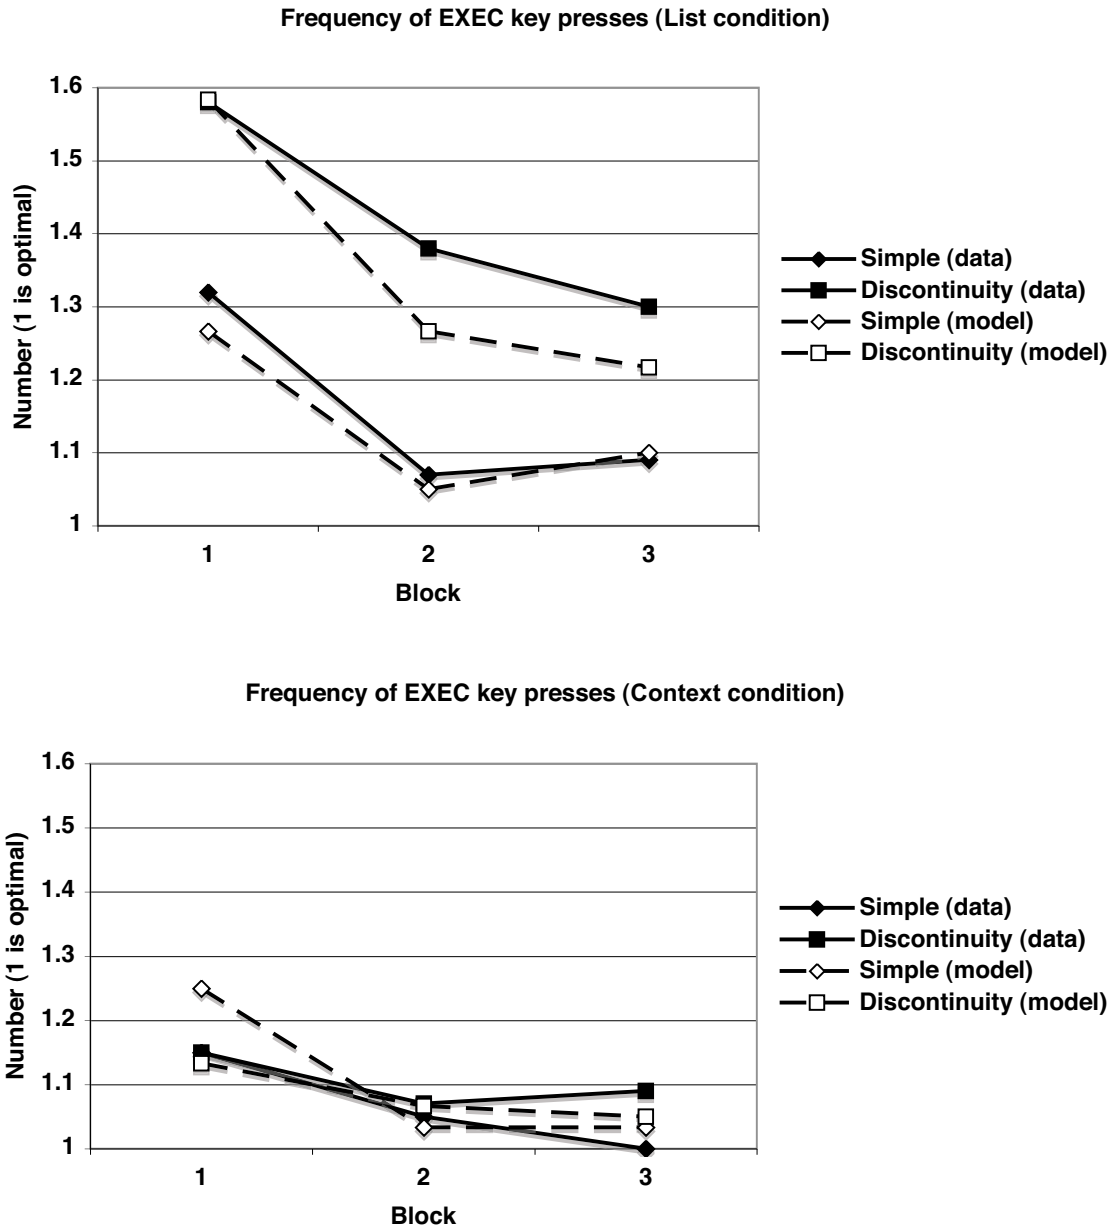 Frequency of EXEC key presses (List condition)
1.6
1.5
1.4
1.3
1.2
1.1
1
Number (1 is optimal)
1 2 3
Block
Simple (data)
Discontinuity (data)
Simple (model)
Discontinuity (model)
Frequency of EXEC key presses (Context condition)
1.6
1.5
1.4
1.3
1.2
1.1
1
Number (1 is optimal)
1 2 3
Block
Simple (data)
Discontinuity (data)
Simple (model)
Discontinuity (model)